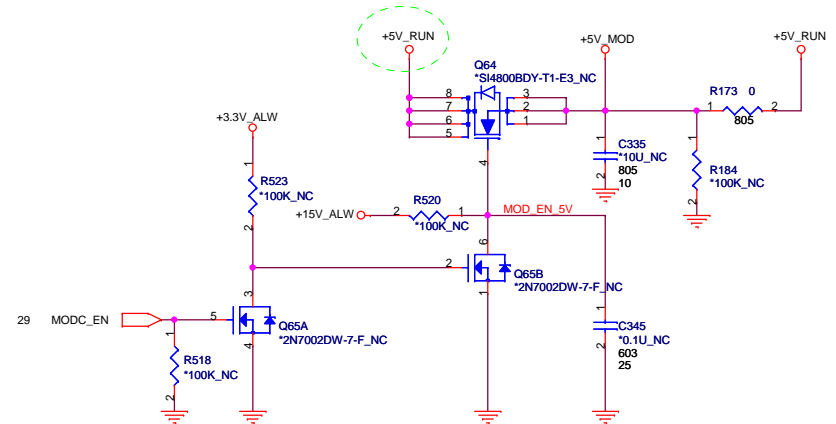 +5V_RUN
+5V_MOD
+5V_RUN
Q64
*SI4800BDY-T1-E3_NC
8
7
6
5
3
2
1
4
R173 0
1
2
805
+3.3V_ALW
1
R523
*100K_NC
2
1
C335
*10U_NC
2
805
10
1
R184
*100K_NC
2
+15V_ALW
2
R520
1
*100K_NC
MOD_EN_5V
6
2
Q65B
*2N7002DW-7-F_NC
1
29 MODC_EN
5
3
Q65A
*2N7002DW-7-F_NC
4
1
R518
*100K_NC
2
1
C345
*0.1U_NC
2
603
25